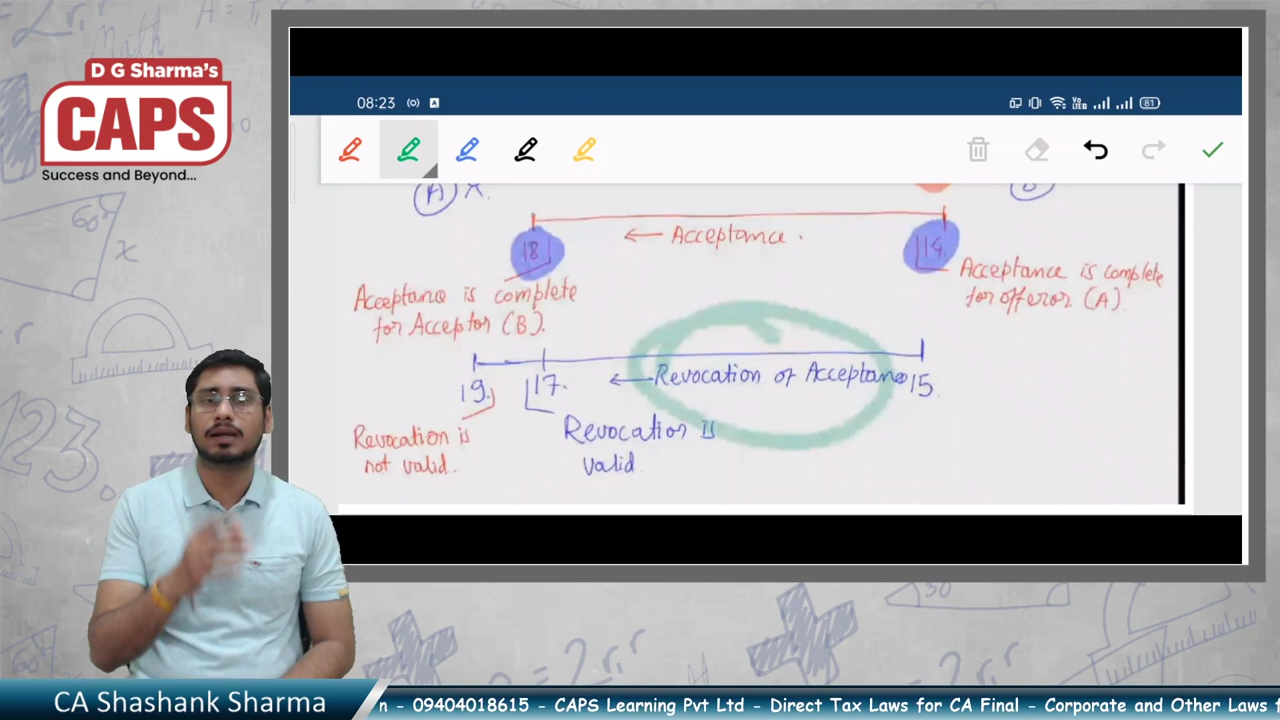 D G Sharma's
CAPS
Success and Beyond...
08:23
A
81
(A) X.
18
← Acceptance.
14
Acceptance is complete
for Acceptor (B).
Acceptance is complete
for offeror (A).
19. 17. ← Revocation of Acceptance 15.
Revocation is
not valid.
Revocation is
valid.
CA Shashank Sharma
n - 09404018615 - CAPS Learning Pvt Ltd - Direct Tax Laws for CA Final - Corporate and Other Laws f